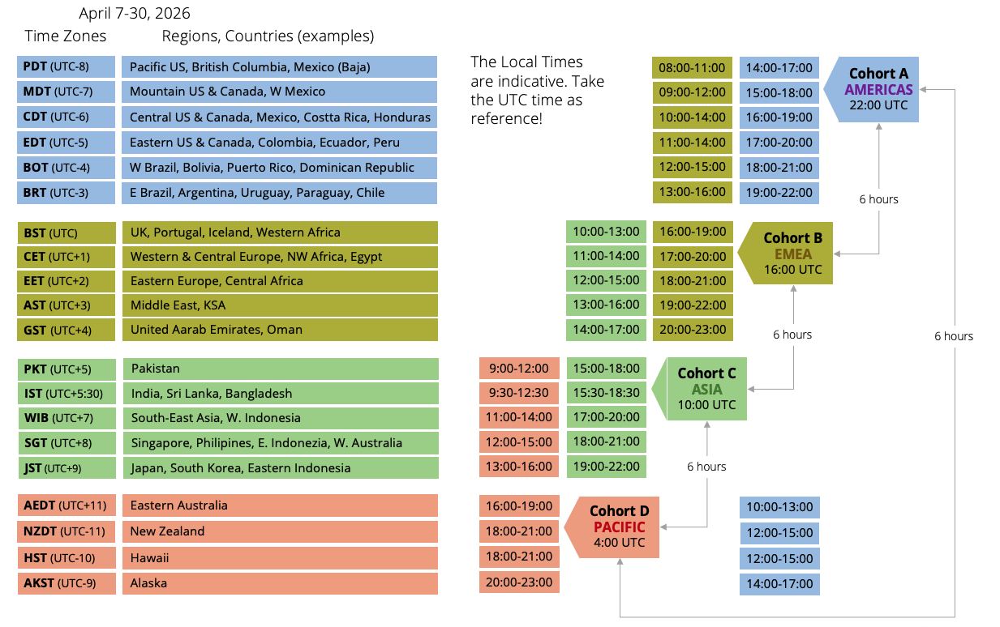 April 7-30, 2026
Time Zones Regions, Countries (examples)
The Local Times
are indicative. Take
the UTC time as
reference!
PDT (UTC-8) Pacific US, British Columbia, Mexico (Baja) 08:00-11:00 14:00-17:00
MDT (UTC-7) Mountain US & Canada, W Mexico 09:00-12:00 15:00-18:00
CDT (UTC-6) Central US & Canada, Mexico, Costta Rica, Honduras 10:00-14:00 16:00-19:00
EDT (UTC-5) Eastern US & Canada, Colombia, Ecuador, Peru 11:00-14:00 17:00-20:00
BOT (UTC-4) W Brazil, Bolivia, Puerto Rico, Dominican Republic 12:00-15:00 18:00-21:00
BRT (UTC-3) E Brazil, Argentina, Uruguay, Paraguay, Chile 13:00-16:00 19:00-22:00
Cohort A
AMERICAS
22:00 UTC
6 hours
BST (UTC) UK, Portugal, Iceland, Western Africa 10:00-13:00 16:00-19:00
CET (UTC+1) Western & Central Europe, NW Africa, Egypt 11:00-14:00 17:00-20:00
EET (UTC+2) Eastern Europe, Central Africa 12:00-15:00 18:00-21:00
AST (UTC+3) Middle East, KSA 13:00-16:00 19:00-22:00
GST (UTC+4) United Aarab Emirates, Oman 14:00-17:00 20:00-23:00
Cohort B
EMEA
16:00 UTC
6 hours
6 hours
PKT (UTC+5) Pakistan 9:00-12:00 15:00-18:00
IST (UTC+5:30) India, Sri Lanka, Bangladesh 9:30-12:30 15:30-18:30
WIB (UTC+7) South-East Asia, W. Indonesia 11:00-14:00 17:00-20:00
SGT (UTC+8) Singapore, Philipines, E. Indonezia, W. Australia 12:00-15:00 18:00-21:00
JST (UTC+9) Japan, South Korea, Eastern Indonesia 13:00-16:00 19:00-22:00
Cohort C
ASIA
10:00 UTC
6 hours
AEDT (UTC+11) Eastern Australia 16:00-19:00 10:00-13:00
NZDT (UTC-11) New Zealand 18:00-21:00 12:00-15:00
HST (UTC-10) Hawaii 18:00-21:00 12:00-15:00
AKST (UTC-9) Alaska 20:00-23:00 14:00-17:00
Cohort D
PACIFIC
4:00 UTC